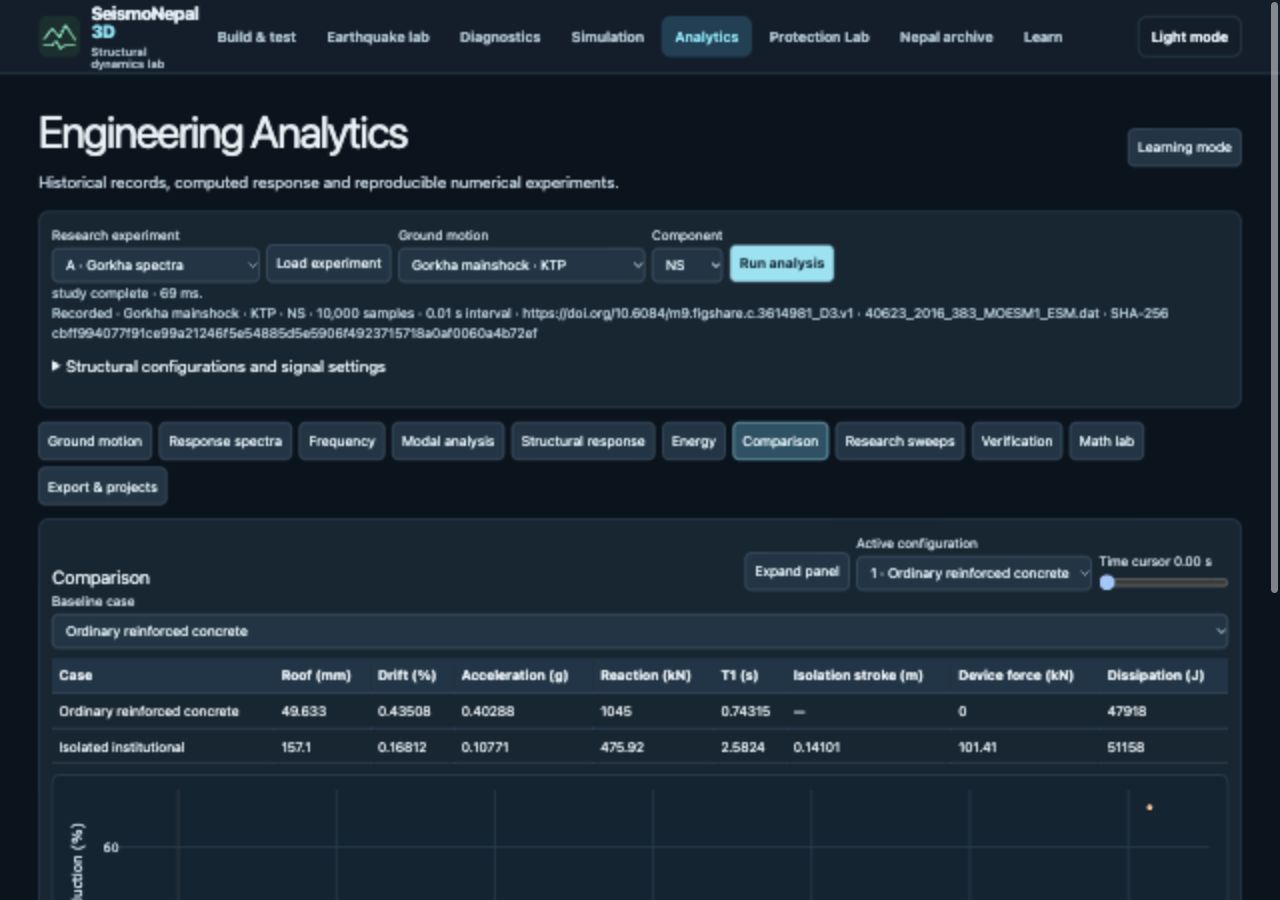 SeismoNepal
3D
Structural
dynamics lab
Build & test
Earthquake lab
Diagnostics
Simulation
Analytics
Protection Lab
Nepal archive
Learn
Light mode
Engineering Analytics
Learning mode
Historical records, computed response and reproducible numerical experiments.
Research experiment
Ground motion
Component
A · Gorkha spectra
Load experiment
Gorkha mainshock · KTP
NS
Run analysis
study complete · 69 ms.
Recorded · Gorkha mainshock · KTP · NS · 10,000 samples · 0.01 s interval · https://doi.org/10.6084/m9.figshare.c.3614981_D3.v1 · 40623_2016_383_MOESM1_ESM.dat · SHA-256
cbff994077f91ce99a21246f5e54885d5e5906f4923715718a0af0060a4b72ef
Structural configurations and signal settings
Ground motion
Response spectra
Frequency
Modal analysis
Structural response
Energy
Comparison
Research sweeps
Verification
Math lab
Export & projects
Comparison
Expand panel
Active configuration
1 · Ordinary reinforced concrete
Time cursor 0.00 s
Baseline case
Ordinary reinforced concrete
Case Roof (mm) Drift (%) Acceleration (g) Reaction (kN) T1 (s) Isolation stroke (m) Device force (kN) Dissipation (J)
Ordinary reinforced concrete 49.633 0.43508 0.40288 1045 0.74315 — 0 47918
Isolated institutional 157.1 0.16812 0.10771 475.92 2.5824 0.14101 101.41 51158
60
uction (%)